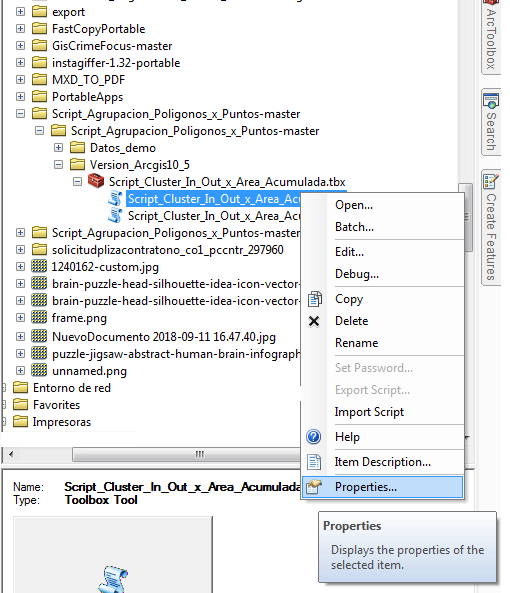 export
FastCopyPortable
GisCrimeFocus-master
instagiffer-1.32-portable
MXD_TO_PDF
PortableApps
Script_Agrupacion_Poligonos_x_Puntos-master
Script_Agrupacion_Poligonos_x_Puntos-master
Datos_demo
Version_Arcgis10_5
Script_Cluster_In_Out_x_Area_Acumulada.tbx
Script_Cluster_In_Out_x_Area_Acu
Script_Cluster_In_Out_x_Area_Acu
Script_Agrupacion_Poligonos_x_Puntos-m
solicitudplizacontratono_co1_pccntr_297960
1240162-custom.jpg
brain-puzzle-head-silhouette-idea-icon-vector-
brain-puzzle-head-silhouette-idea-icon-vector-
frame.png
NuevoDocumento 2018-09-11 16.47.40.jpg
puzzle-jigsaw-abstract-human-brain-infograph
unnamed.png
Entorno de red
Favorites
Impresoras
Open...
Batch...
Edit...
Debug...
Copy
Delete
Rename
Set Password...
Export Script...
Import Script
Help
Item Description...
Properties...
Name: Script_Cluster_In_Out_x_Area_Acumulada
Type: Toolbox Tool
Properties
Displays the properties of the
selected item.
ArcToolbox
Search
Create Features